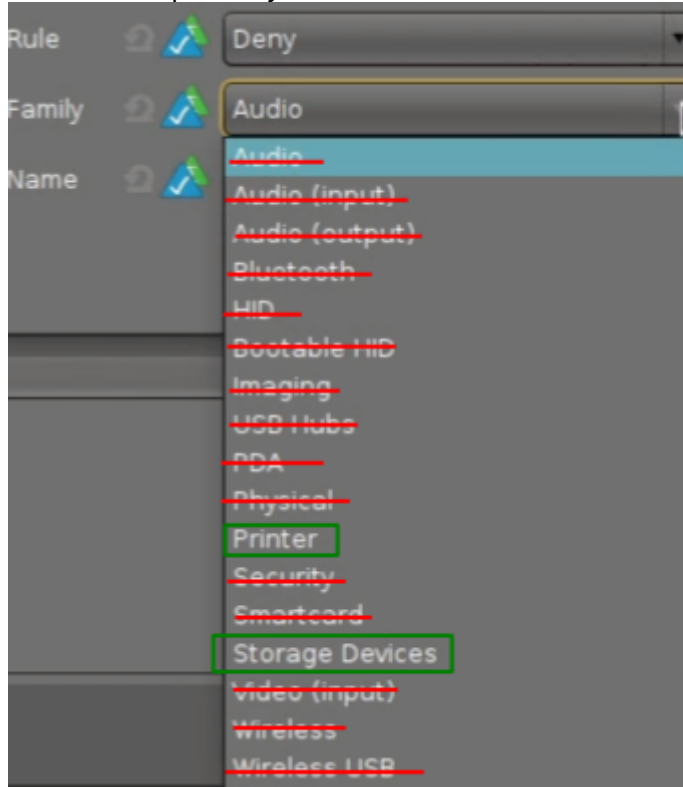 Rule Deny
Family Audio
Name
Audio
Audio (input)
Audio (output)
Bluetooth
HID
Bootable HID
Imaging
USB Hubs
PDA
Physical
Printer
Security
Smartcard
Storage Devices
Video (input)
Wireless
Wireless USB